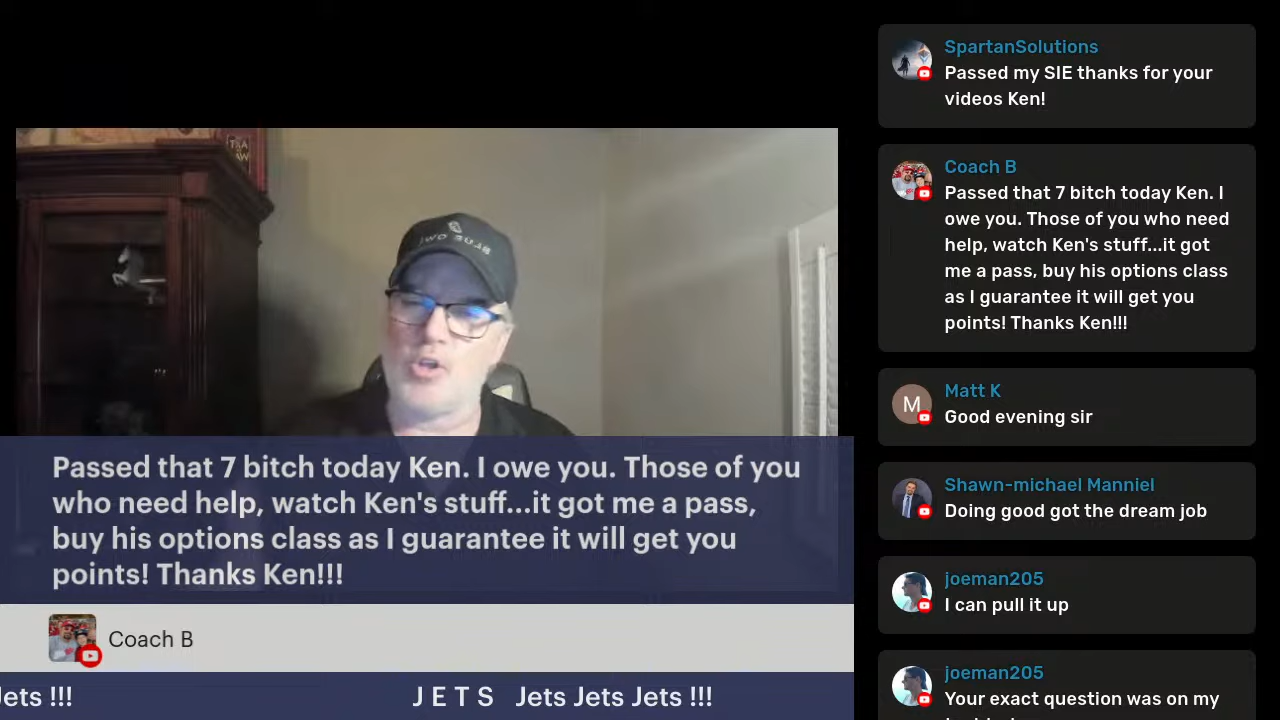 BLUE OWL
Passed that 7 bitch today Ken. I owe you. Those of you
who need help, watch Ken's stuff...it got me a pass,
buy his options class as I guarantee it will get you
points! Thanks Ken!!!
Coach B
Jets !!! J E T S Jets Jets Jets !!!
SpartanSolutions
Passed my SIE thanks for your
videos Ken!
Coach B
Passed that 7 bitch today Ken. I
owe you. Those of you who need
help, watch Ken's stuff...it got
me a pass, buy his options class
as I guarantee it will get you
points! Thanks Ken!!!
M
Matt K
Good evening sir
Shawn-michael Manniel
Doing good got the dream job
joeman205
I can pull it up
joeman205
Your exact question was on my